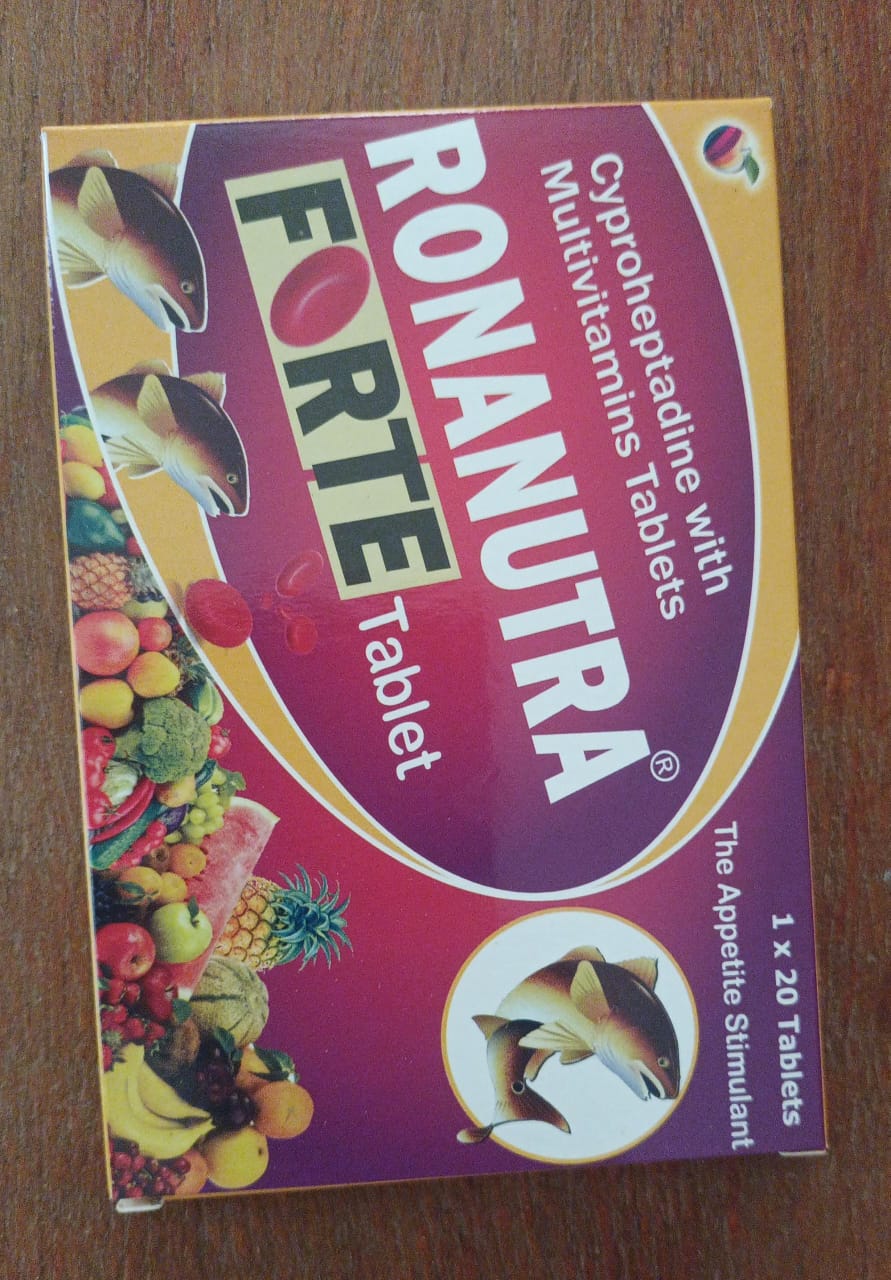 Cyproheptadine with
Multivitamins Tablets
RONANUTRA®
FORTE Tablet
1 x 20 Tablets
The Appetite Stimulant